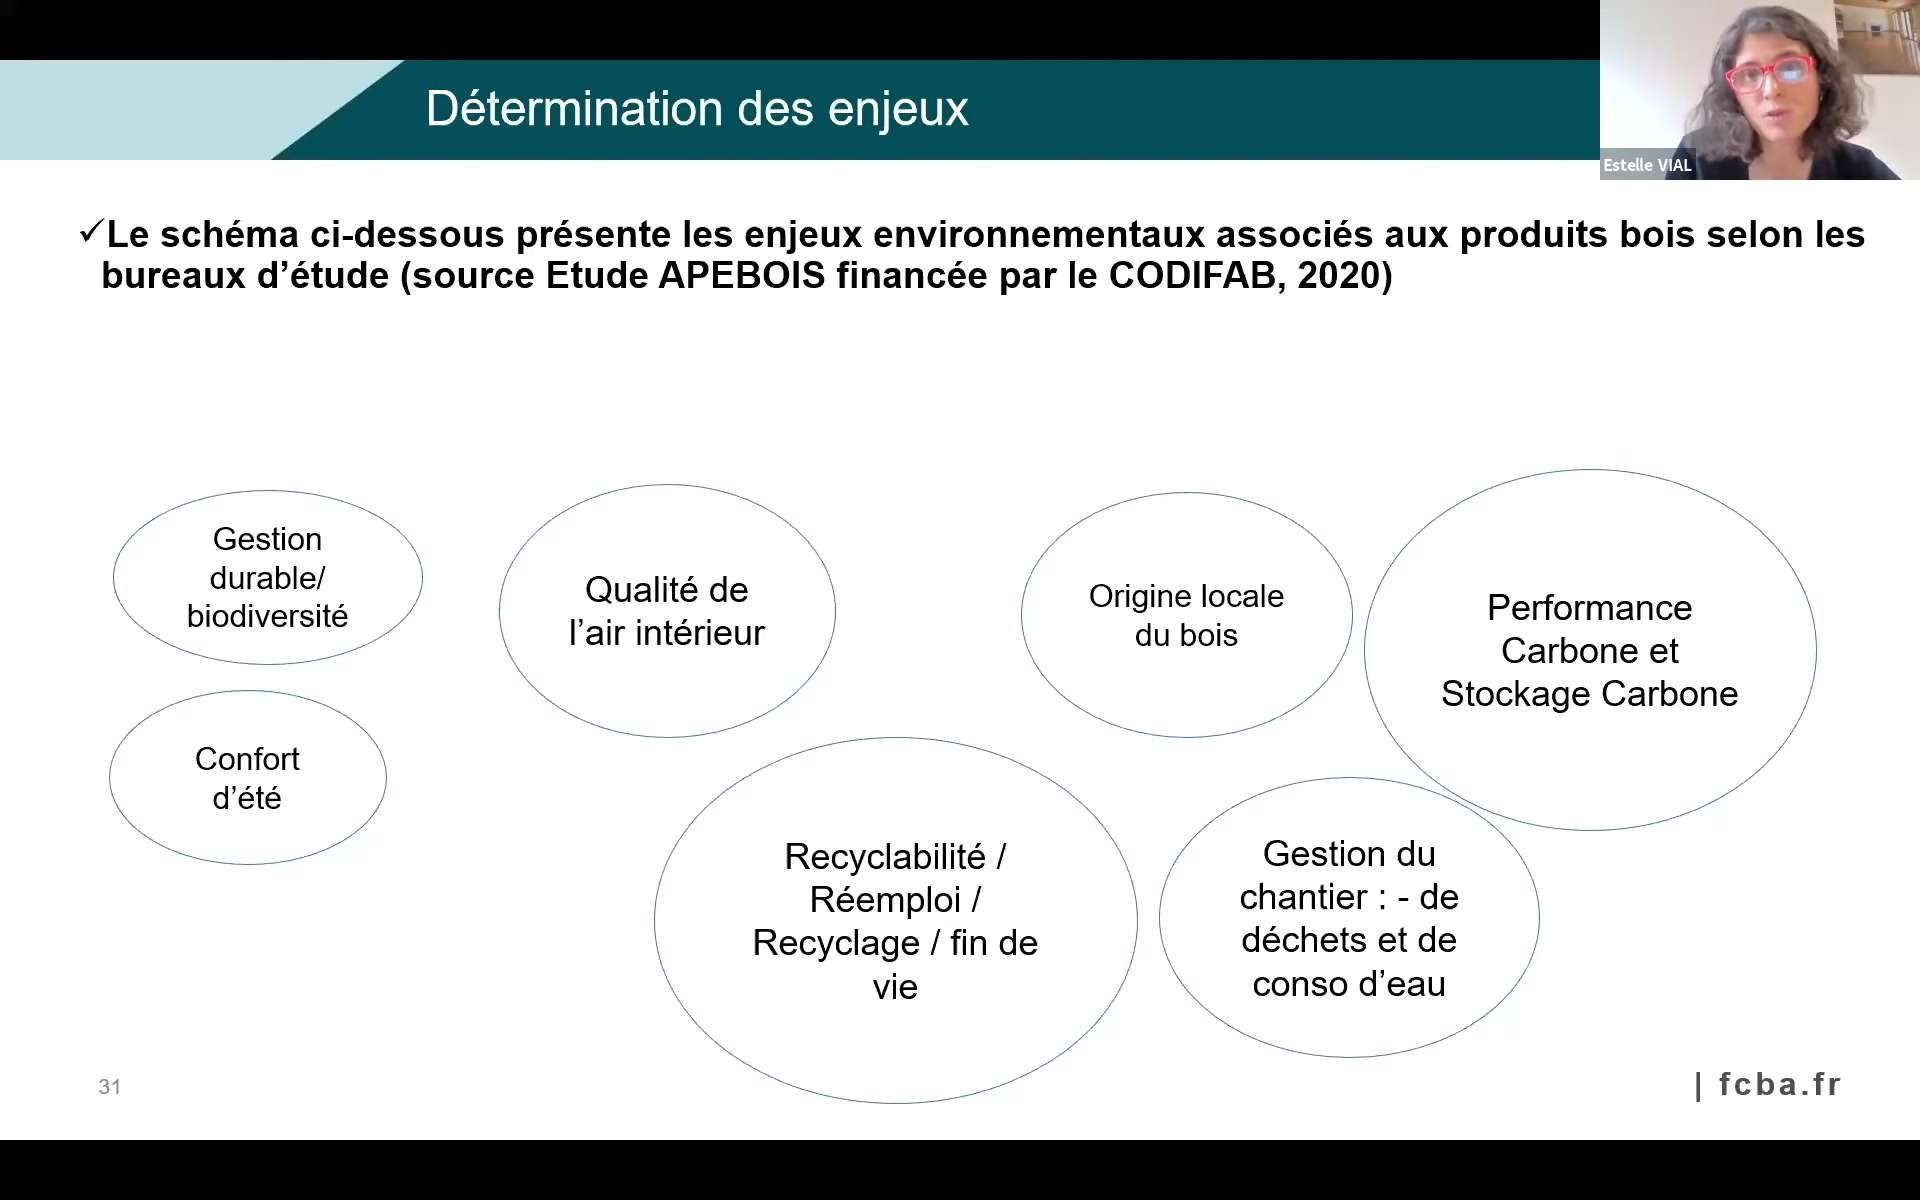 Détermination des enjeux
Estelle VIAL
✓Le schéma ci-dessous présente les enjeux environnementaux associés aux produits bois selon les
bureaux d’étude (source Etude APEBOIS financée par le CODIFAB, 2020)
Gestion
durable/
biodiversité
Qualité de
l’air intérieur
Origine locale
du bois
Performance
Carbone et
Stockage Carbone
Confort
d’été
Recyclabilité /
Réemploi /
Recyclage / fin de
vie
Gestion du
chantier : - de
déchets et de
conso d’eau
31
| fcba.fr